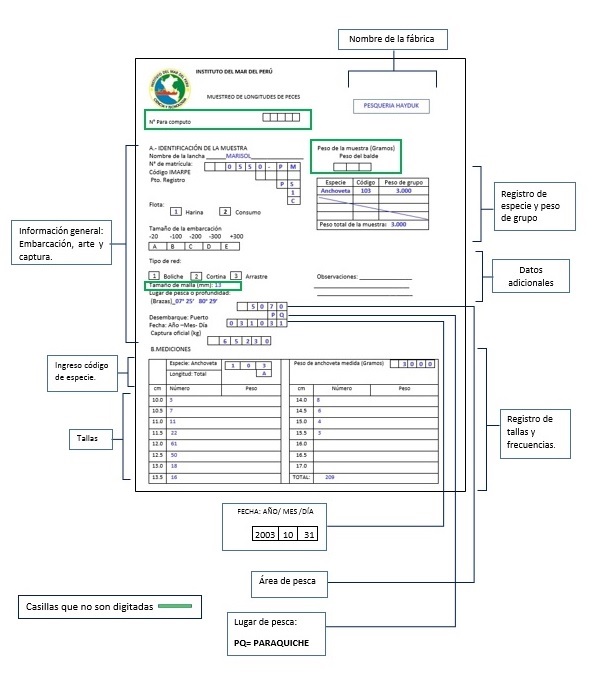 Nombre de la fábrica
INSTITUTO DEL MAR DEL PERÚ
MUESTREO DE LONGITUDES DE PECES
PESQUERIA HAYDUK
N° Para computo
A.- IDENTIFICACIÓN DE LA MUESTRA
Nombre de la lancha ______MARISOL
N° de matrícula: 0 5 5 0 - P M
Código IMARPE
Pto. Registro P S
1
C
Peso de la muestra (Gramos)
Peso del balde
Especie Código Peso de grupo
Anchoveta 103 3.000
Peso total de la muestra: 3.000
Flota:
1 Harina 2 Consumo
Tamaño de la embarcación
-20 -100 -200 -300 +300
A B C D E
Tipo de red:
1 Boliche 2 Cortina 3 Arrastre
Tamaño de malla (mm): 13
Lugar de pesca o profundidad:
(Brazas)_07° 25' 80° 29'
5 0 7 0
Desembarque: Puerto P Q
Fecha: Año –Mes- Día 0 3 1 0 3 1
Captura oficial (kg)
6 5 2 3 0
Observaciones:
B.MEDICIONES
Especie: Anchoveta 1 0 3
Longitud: Total A
Peso de anchoveta medida (Gramos) 3 0 0 0
cm Número Peso cm Número Peso
10.0 3 14.0 8
10.5 7 14.5 6
11.0 11 15.0 4
11.5 22 15.5 3
12.0 61 16.0
12.5 50 16.5
13.0 18 17.0
13.5 16 TOTAL: 209
Información general:
Embarcación, arte y
captura.
Ingreso código
de especie.
Tallas
Registro de
especie y peso
de grupo
Datos
adicionales
Registro de
tallas y
frecuencias.
FECHA: AÑO/ MES /DÍA
2003 10 31
Área de pesca
Casillas que no son digitadas
Lugar de pesca:
PQ= PARAQUICHE